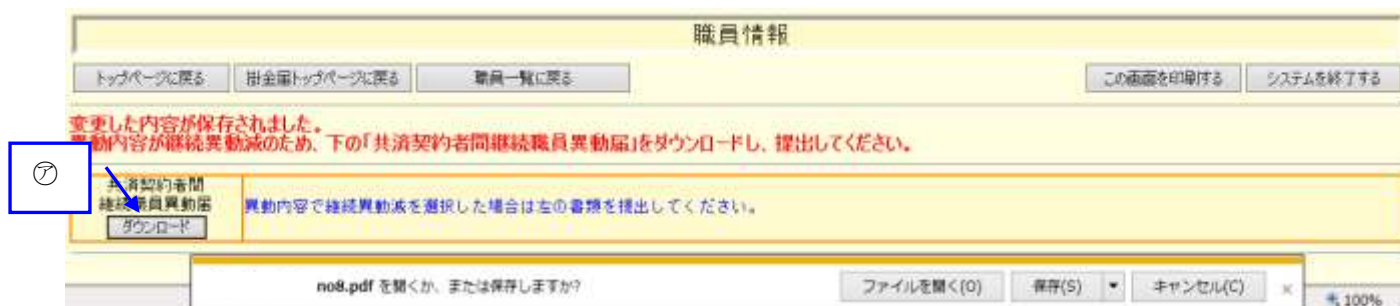 職員情報
トップページに戻る 掛金届トップページに戻る 職員一覧に戻る この画面を印刷する システムを終了する
変更した内容が保存されました。
異動内容が継続異動減のため、下の「共済契約者間継続職員異動届」をダウンロードし、提出してください。
㋐
共済契約者間
継続職員異動届
ダウンロード
異動内容で継続異動減を選択した場合は左の書類を提出してください。
no8.pdf を開くか、または保存しますか?
ファイルを開く(O) 保存(S) ▼ キャンセル(C) ×
100%